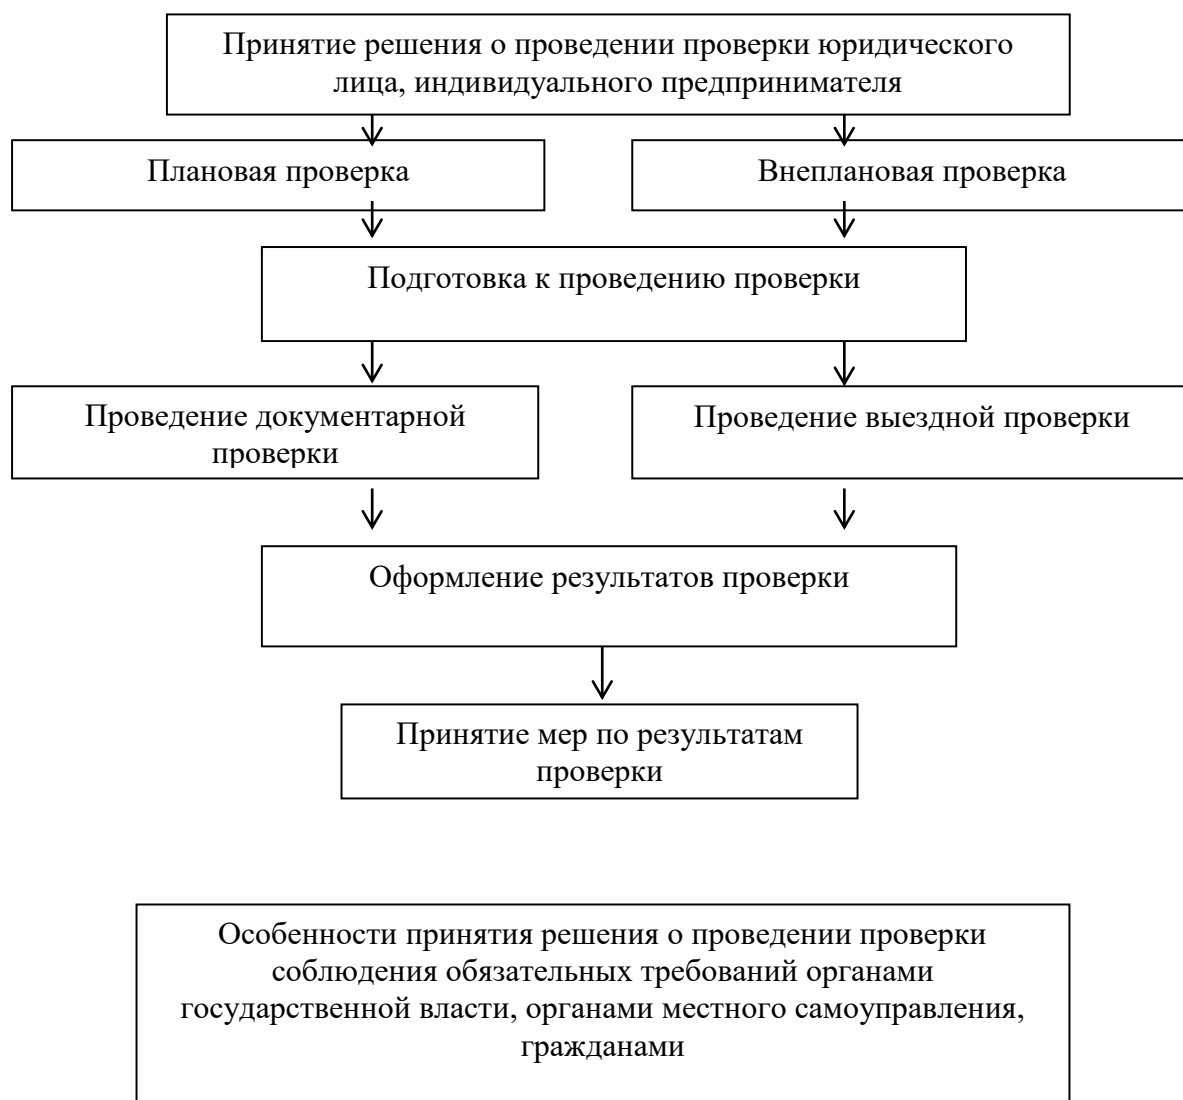 Принятие решения о проведении проверки юридического
лица, индивидуального предпринимателя
Плановая проверка
Внеплановая проверка
Подготовка к проведению проверки
Проведение документарной
проверки
Проведение выездной проверки
Оформление результатов проверки
Принятие мер по результатам
проверки
Особенности принятия решения о проведении проверки
соблюдения обязательных требований органами
государственной власти, органами местного самоуправления,
гражданами